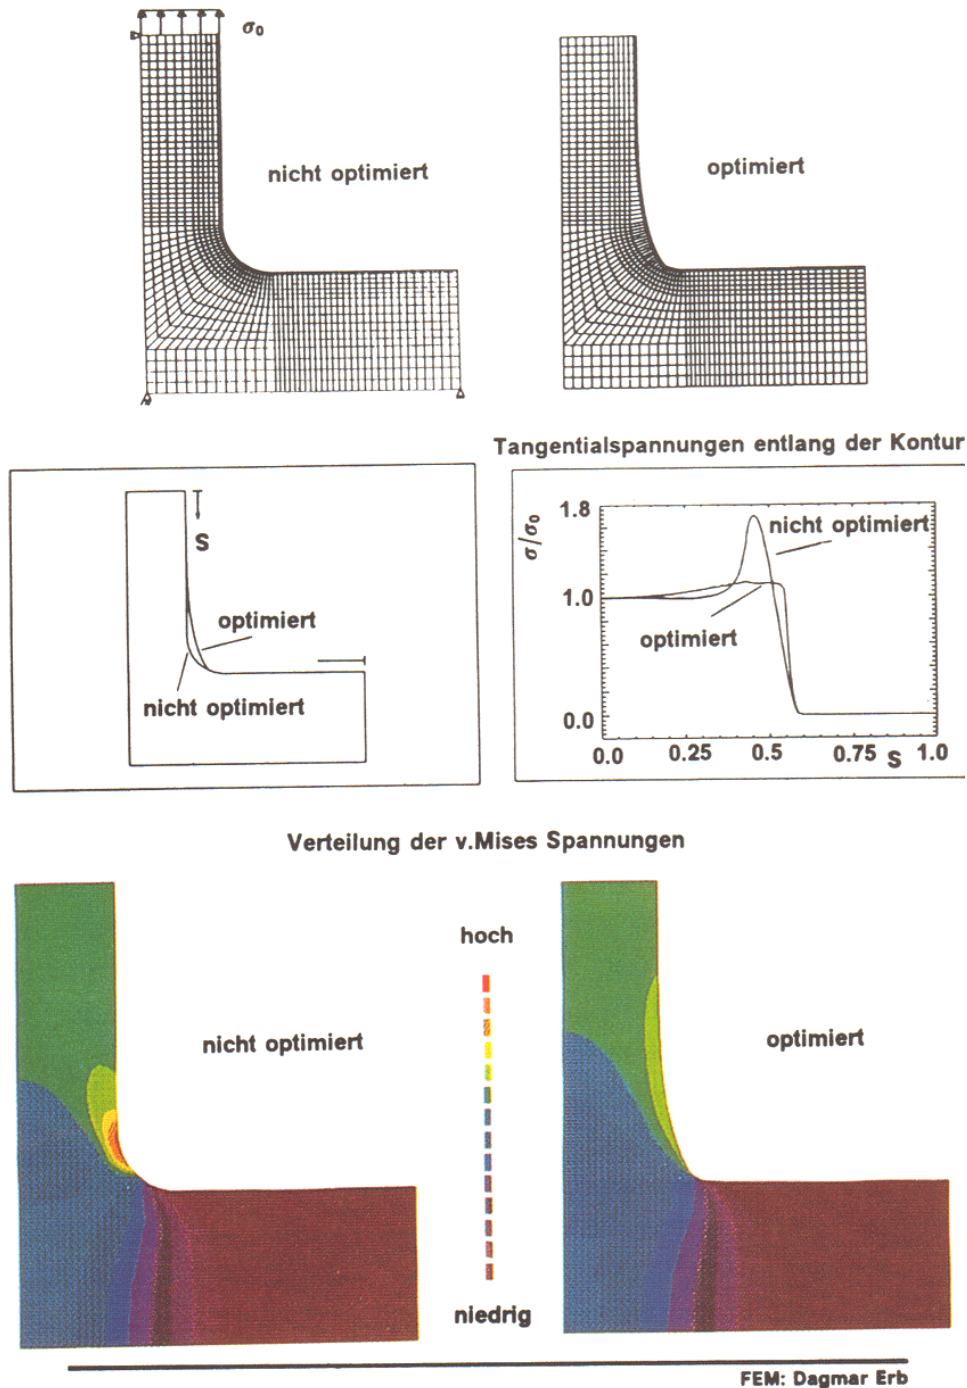 σ₀
nicht optimiert
optimiert
Tangentialspannungen entlang der Kontur
S
optimiert
nicht optimiert
σ/σ₀
1.8
1.0
0.0
nicht optimiert
optimiert
0.0 0.25 0.5 0.75 S 1.0
Verteilung der v.Mises Spannungen
hoch
nicht optimiert
optimiert
niedrig
FEM: Dagmar Erb